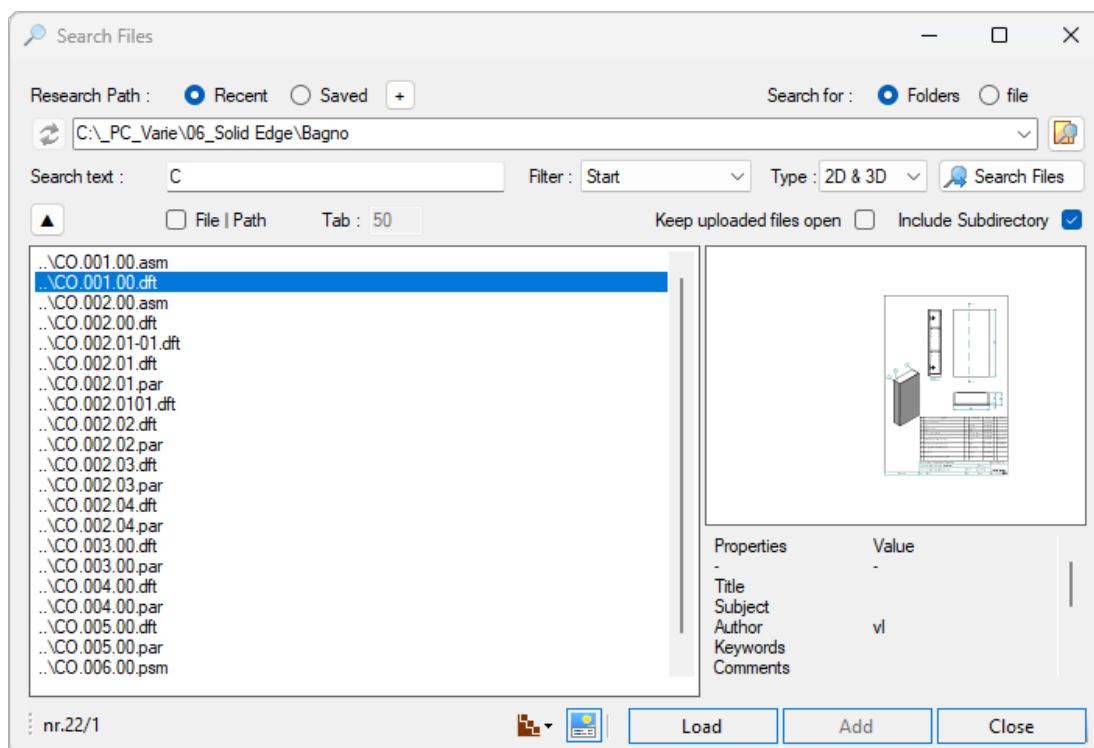 Search Files
Research Path : Recent Saved + Search for : Folders file
C:\_PC_Varie\06_Solid Edge\Bagno
Search text : C Filter : Start Type : 2D & 3D Search Files
▲ File | Path Tab : 50 Keep uploaded files open Include Subdirectory
..\CO.001.00.asm
..\CO.001.00.dft
..\CO.002.00.asm
..\CO.002.00.dft
..\CO.002.01-01.dft
..\CO.002.01.dft
..\CO.002.01.par
..\CO.002.0101.dft
..\CO.002.02.dft
..\CO.002.02.par
..\CO.002.03.dft
..\CO.002.03.par
..\CO.002.04.dft
..\CO.002.04.par
..\CO.003.00.dft
..\CO.003.00.par
..\CO.004.00.dft
..\CO.004.00.par
..\CO.005.00.dft
..\CO.005.00.par
..\CO.006.00.psm
Properties Value
- -
Title
Subject
Author vl
Keywords
Comments
nr.22/1 Load Add Close